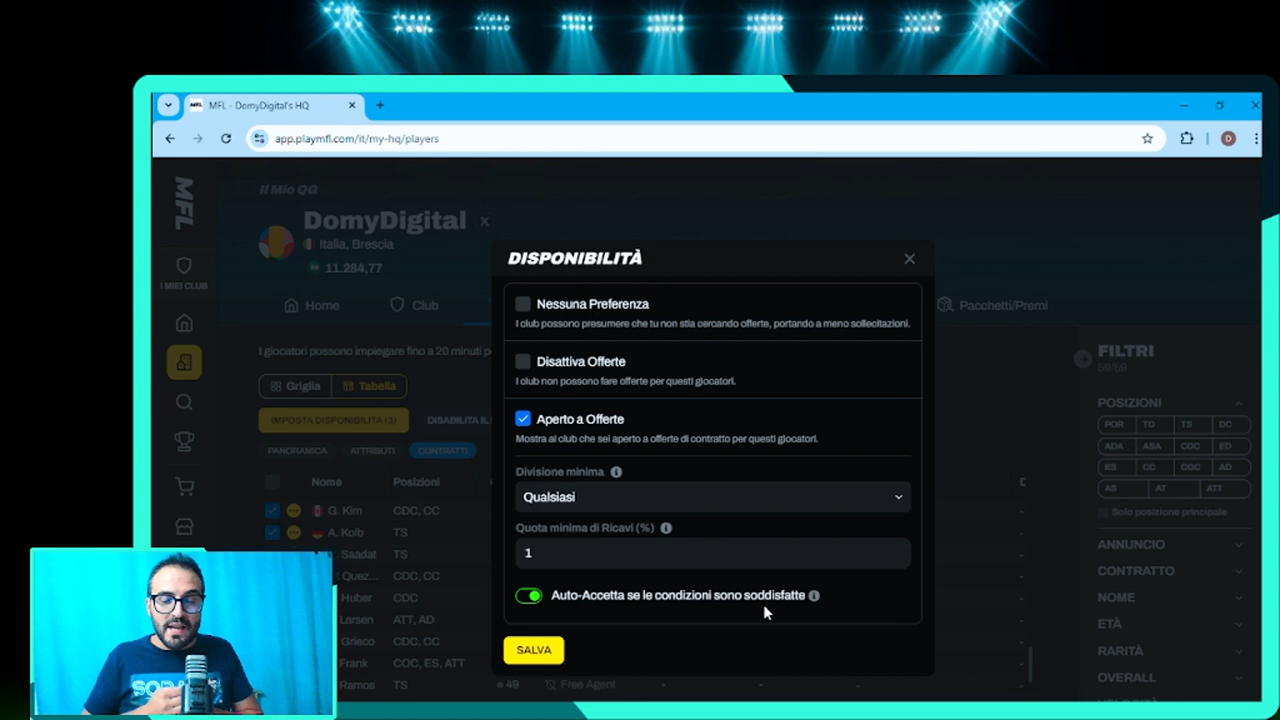 MFL - DomyDigital's HQ
app.playmfl.com/it/my-hq/players
D
MFL
I MIEI CLUB
Il Mio QG
DomyDigital
Italia, Brescia
11.284,77
Home
Club
Pacchetti/Premi
I giocatori possono impiegare fino a 20 minuti
Griglia
Tabella
IMPOSTA DISPONIBILITÀ (3)
DISABILITA IL
PANORAMICA
ATTRIBUTI
CONTRATTI
Nome
Posizioni
G. Kim
CDC, CC
A. Kolb
TS
Saadat
TS
Quez...
CDC, CC
Huber
CDC
Larsen
ATT, AD
Grieco
CDC, CC
Frank
COC, ES, ATT
Ramos
TS
49
Free Agent
DISPONIBILITÀ
Nessuna Preferenza
I club possono presumere che tu non stia cercando offerte, portando a meno sollecitazioni.
Disattiva Offerte
I club non possono fare offerte per questi giocatori.
Aperto a Offerte
Mostra ai club che sei aperto a offerte di contratto per questi giocatori.
Divisione minima
Qualsiasi
Quota minima di Ricavi (%)
1
Auto-Accetta se le condizioni sono soddisfatte
SALVA
FILTRI
59/59
POSIZIONI
POR TD TS DC
ADA ASA CDC ED
ES CC COC AD
AS AT ATT
Solo posizione principale
ANNUNCIO
CONTRATTO
NOME
ETÀ
RARITÀ
OVERALL